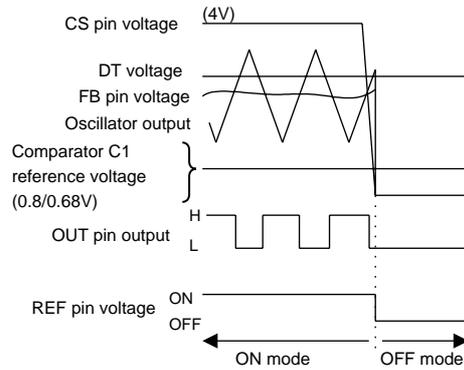 CS pin voltage
(4V)
DT voltage
FB pin voltage
Oscillator output
Comparator C1
reference voltage
(0.8/0.68V)
OUT pin output
H
L
REF pin voltage
ON
OFF
ON mode
OFF mode